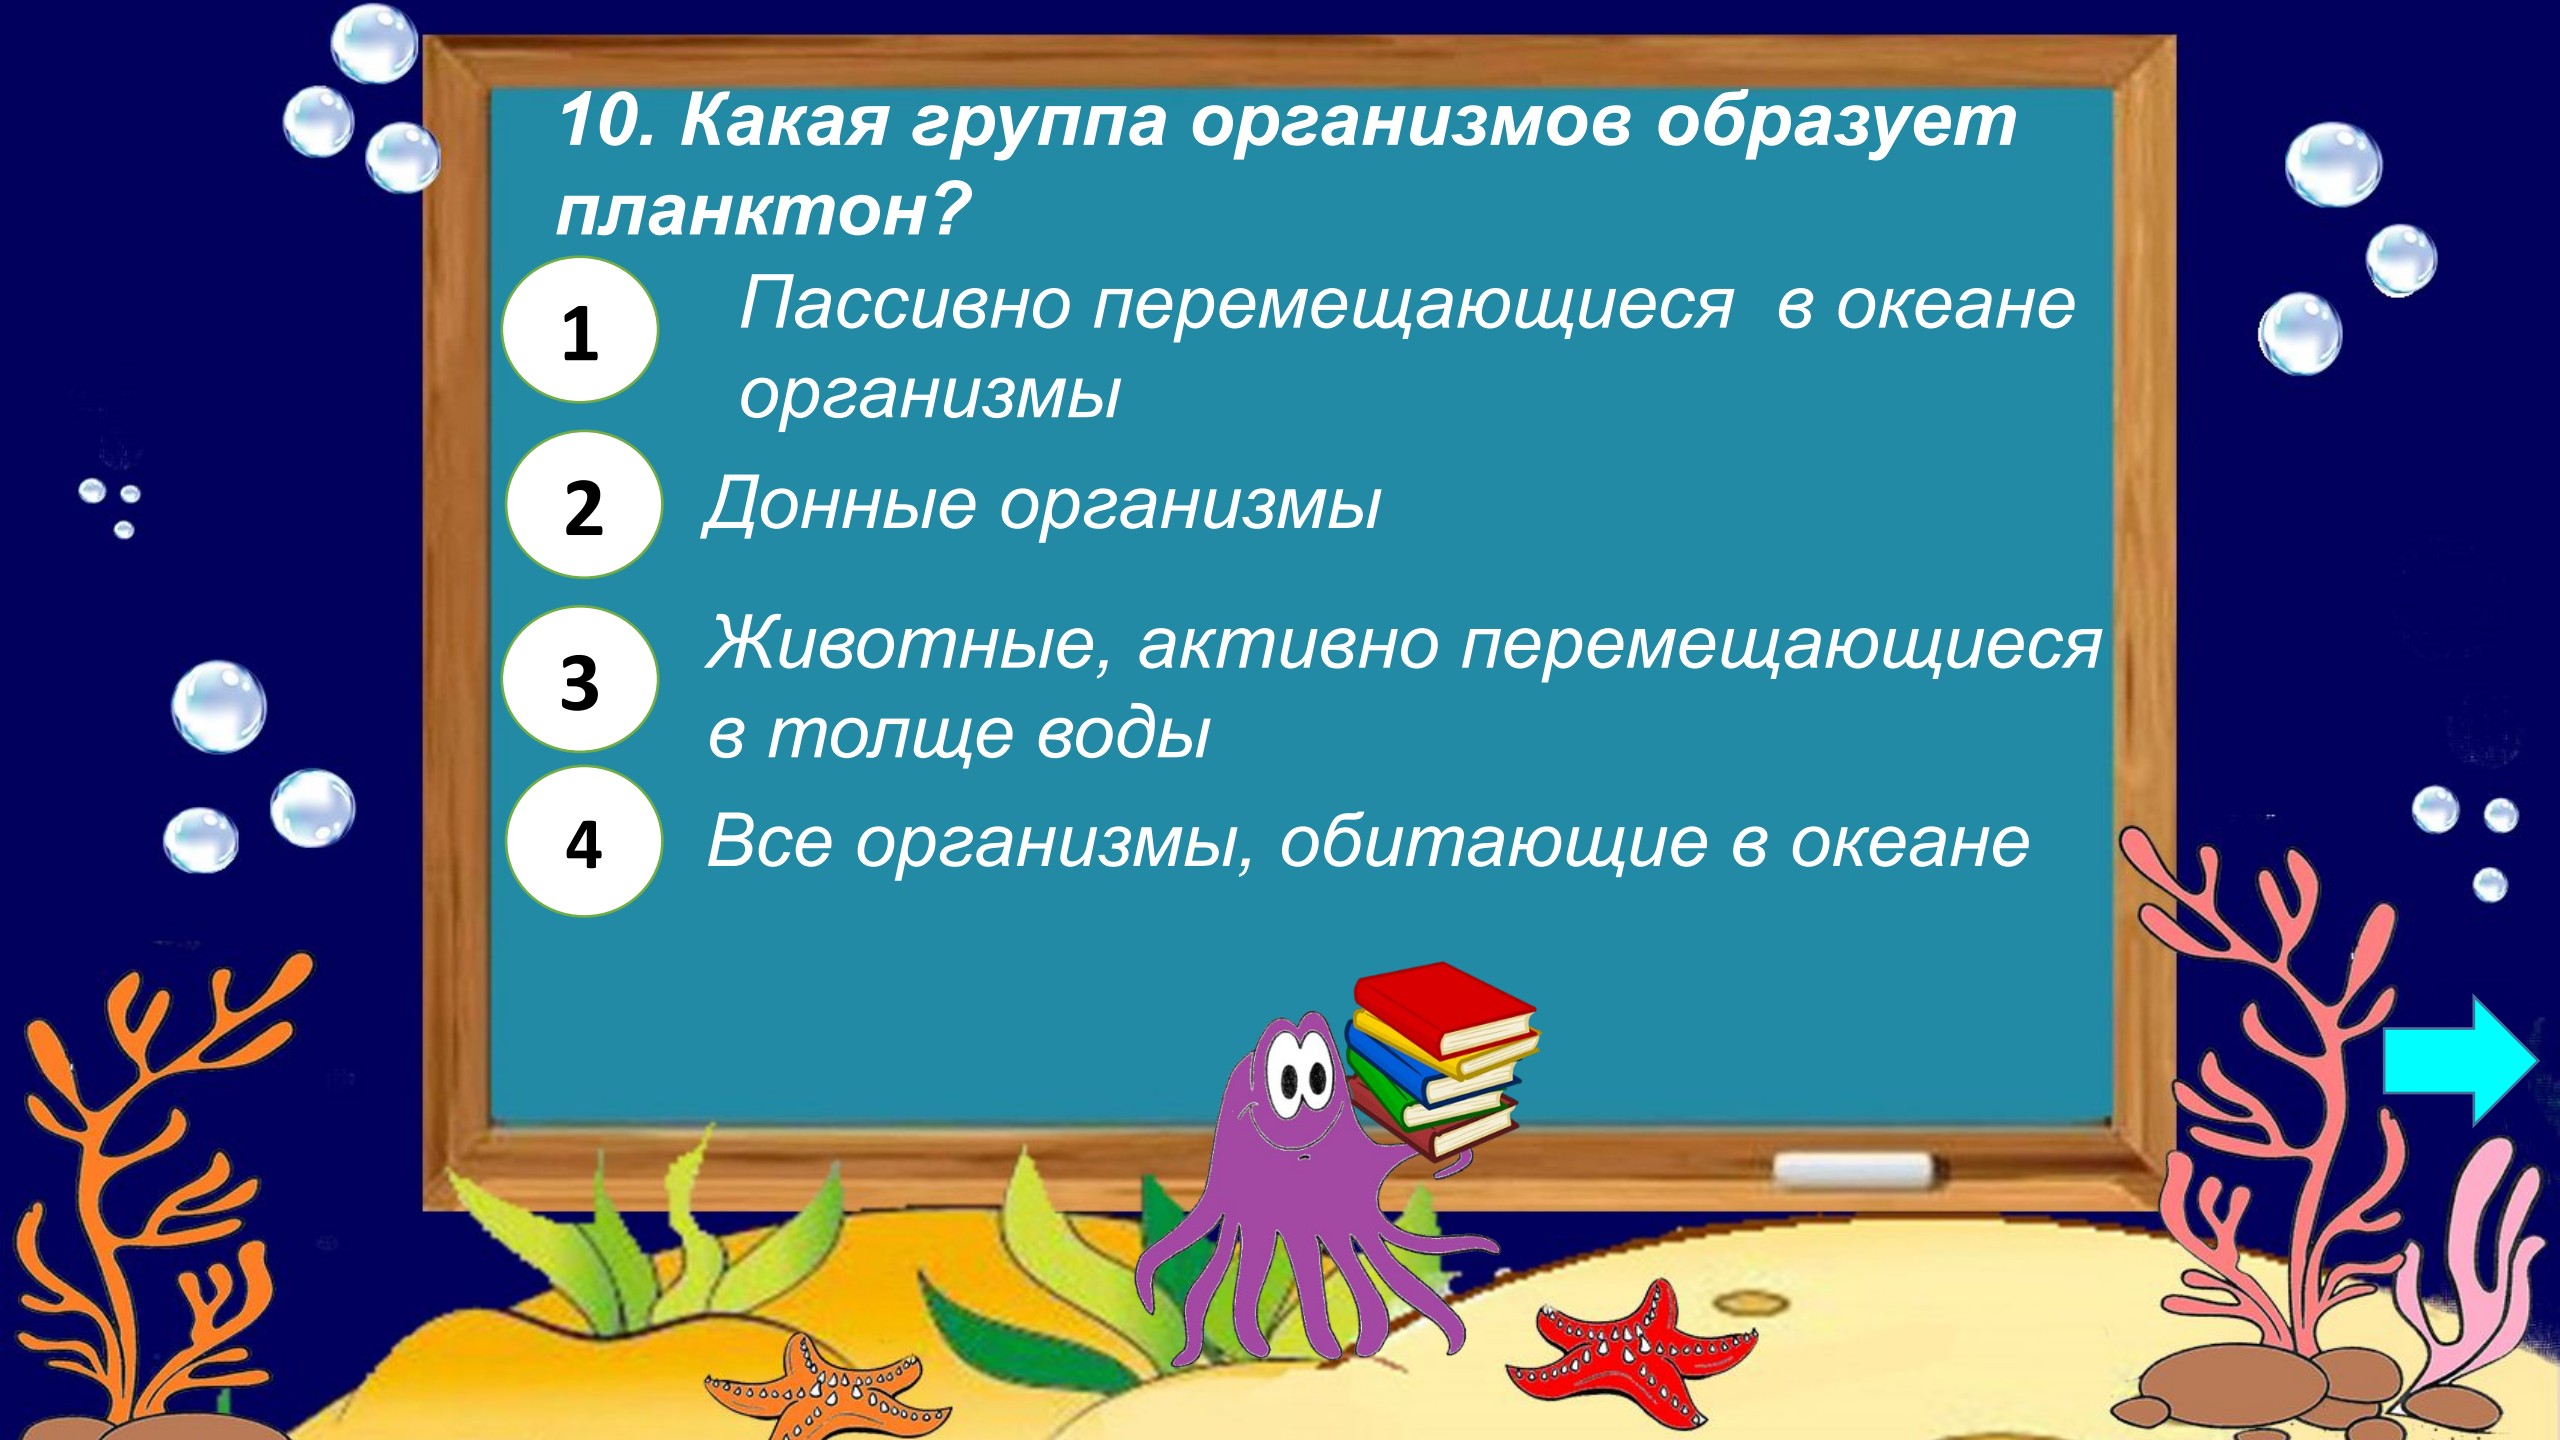 10. Какая группа организмов образует
планктон?
1
Пассивно перемещающиеся в океане
организмы
2
Донные организмы
3
Животные, активно перемещающиеся
в толще воды
4
Все организмы, обитающие в океане